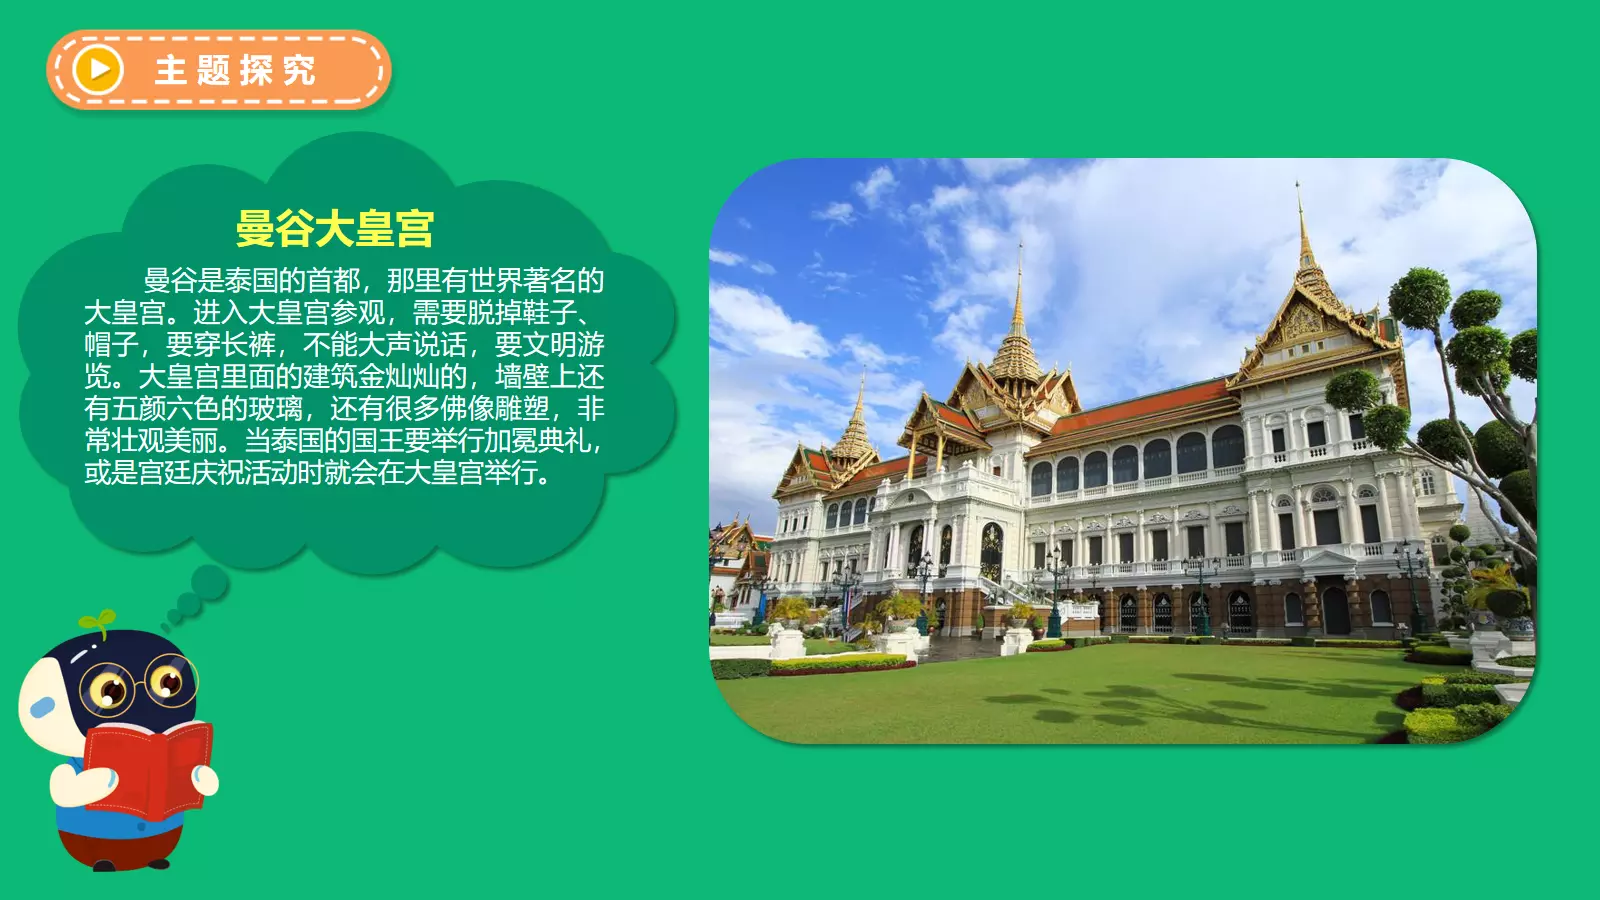 主题探究
曼谷大皇宫
曼谷是泰国的首都，那里有世界著名的
大皇宫。进入大皇宫参观，需要脱掉鞋子、
帽子，要穿长裤，不能大声说话，要文明游
览。大皇宫里面的建筑金灿灿的，墙壁上还
有五颜六色的玻璃，还有很多佛像雕塑，非
常壮观美丽。当泰国的国王要举行加冕典礼，
或是宫廷庆祝活动时就会在大皇宫举行。